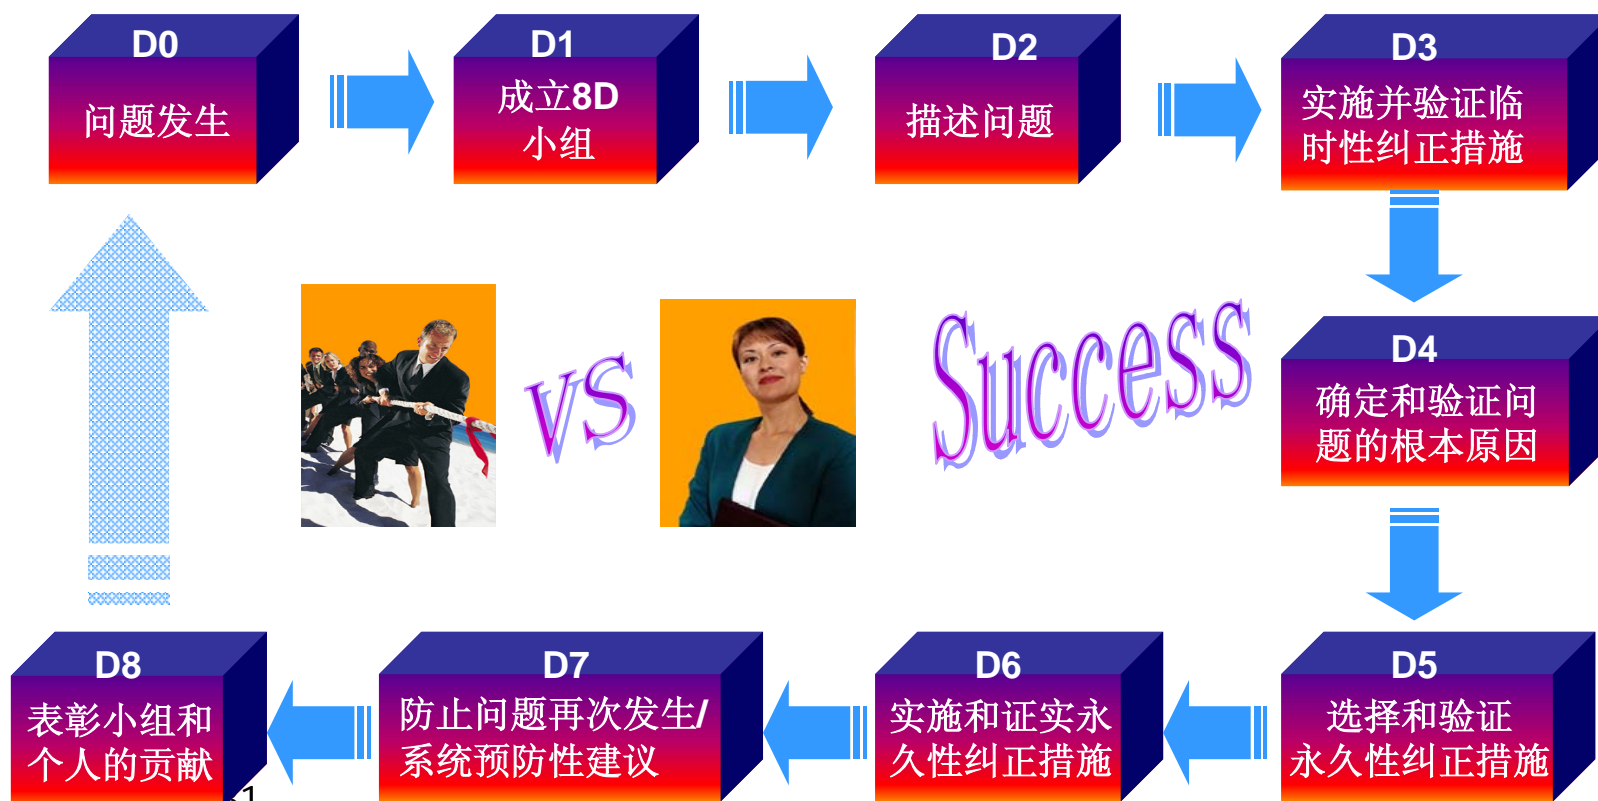 D0
问题发生
D1
成立8D
小组
D2
描述问题
D3
实施并验证临
时性纠正措施
VS
Success
D4
确定和验证问
题的根本原因
D8
表彰小组和
个人的贡献
D7
防止问题再次发生/
系统预防性建议
D6
实施和证实永
久性纠正措施
D5
选择和验证
永久性纠正措施